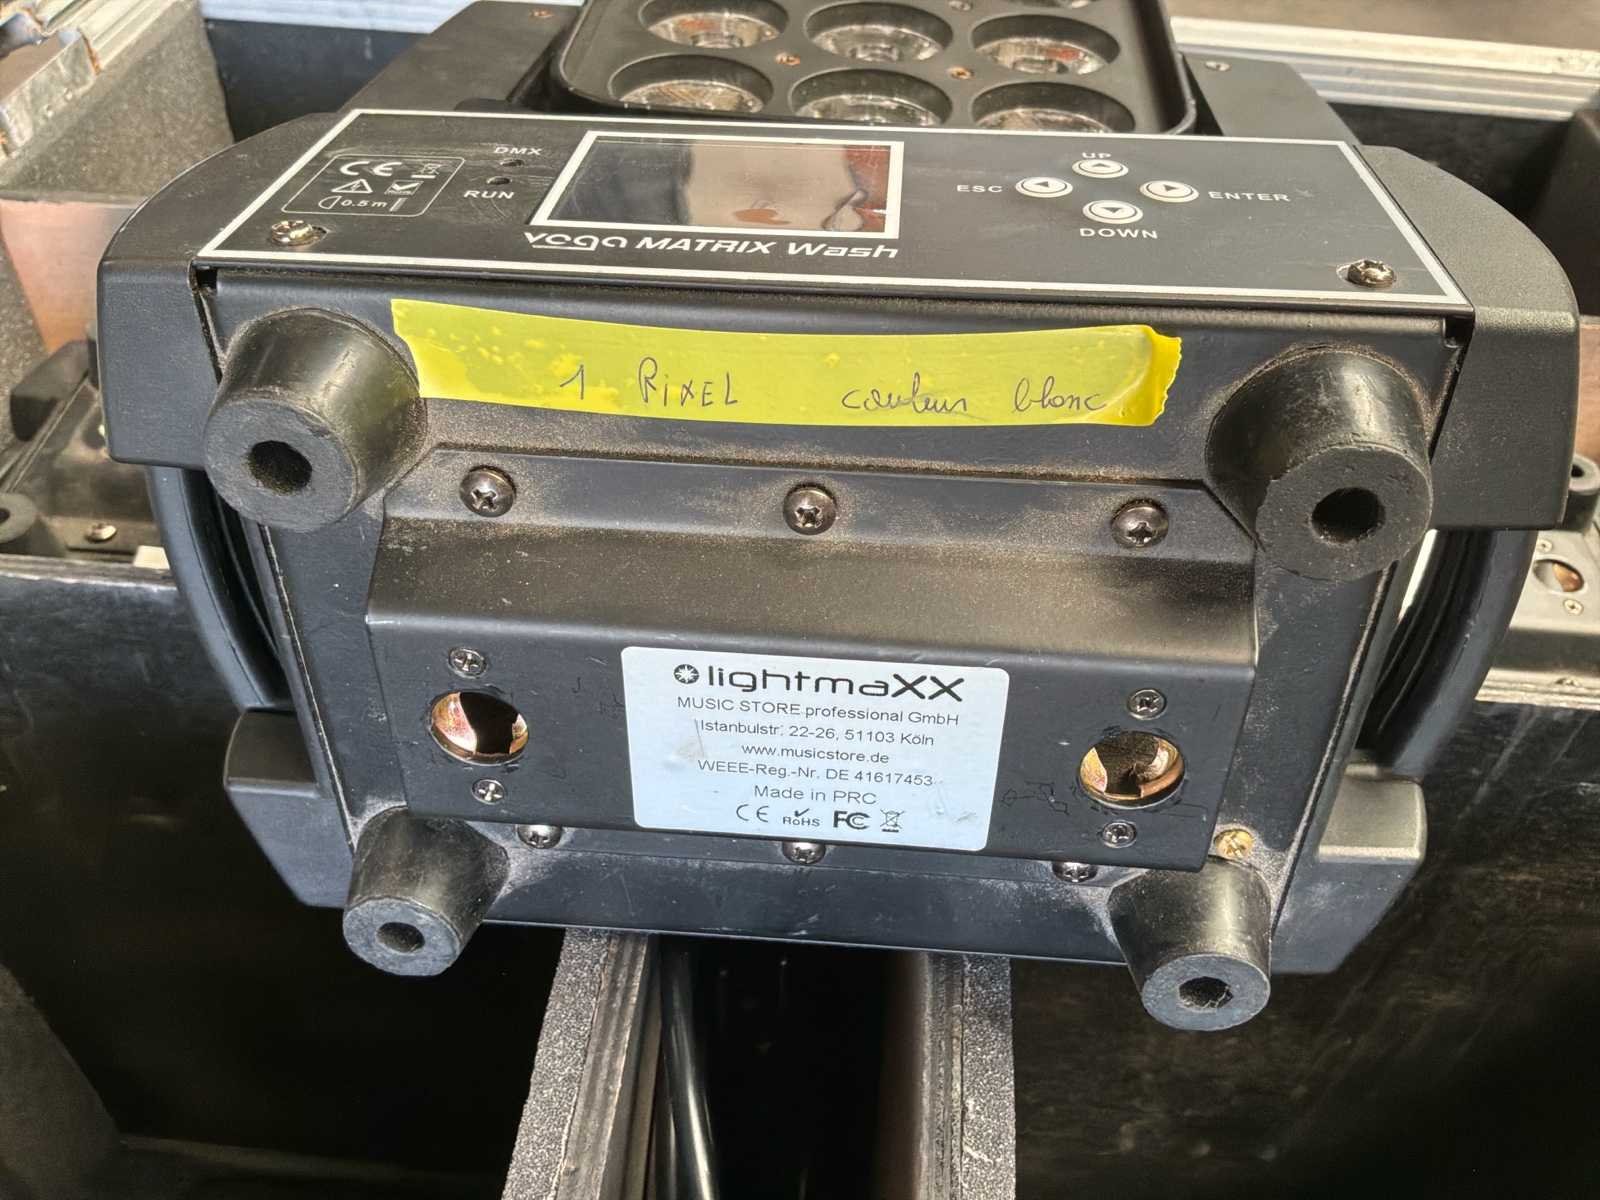 DMX
RUN
CE
RoHS
0.5m
UP
ESC
ENTER
DOWN
vega MATRIX Wash
1 PiXEL couleur blanc
lightmaXX
MUSIC STORE professional GmbH
Istanbulstr. 22-26, 51103 Köln
www.musicstore.de
WEEE-Reg.-Nr. DE 41617453
Made in PRC
CE RoHS FC